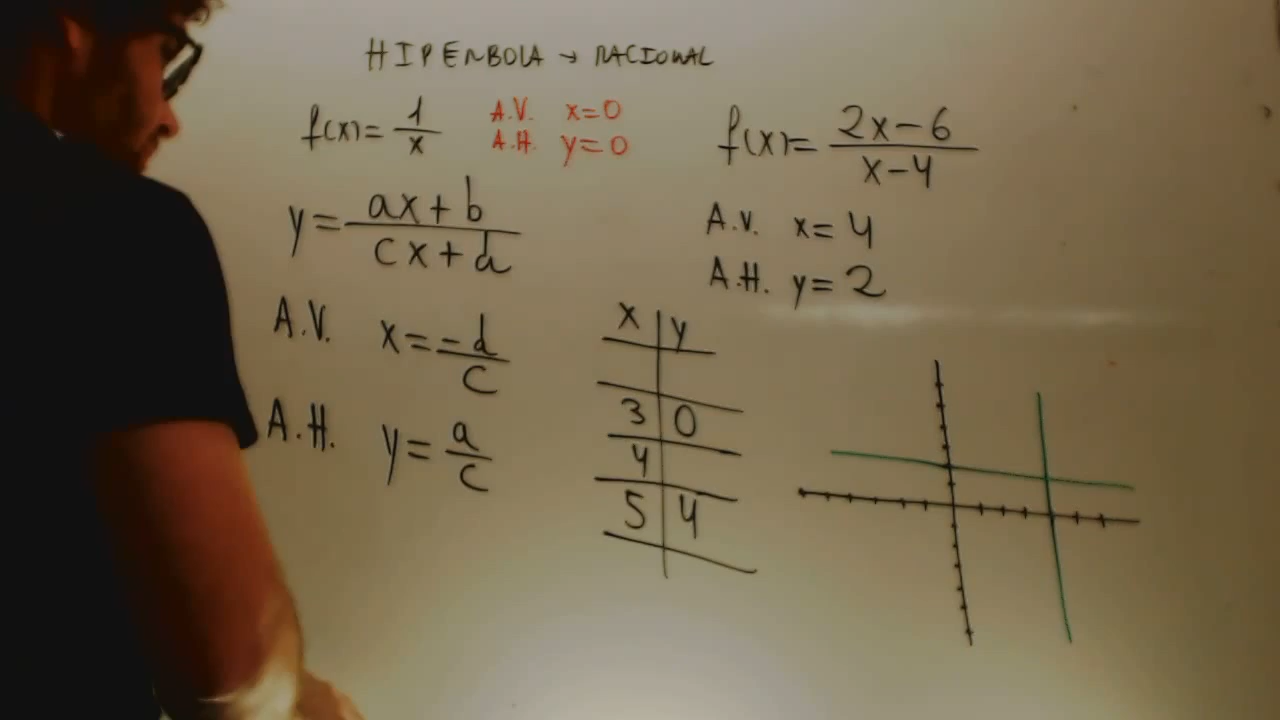 HIPERBOLA → RACIONAL
f(x)= 1/x
A.V. x=0
A.H. y=0
y= ax+b / cx+d
A.V. x= -d/c
A.H. y= a/c
f(x)= 2x-6 / x-4
A.V. x= 4
A.H. y= 2
x y
3 0
4
5 4